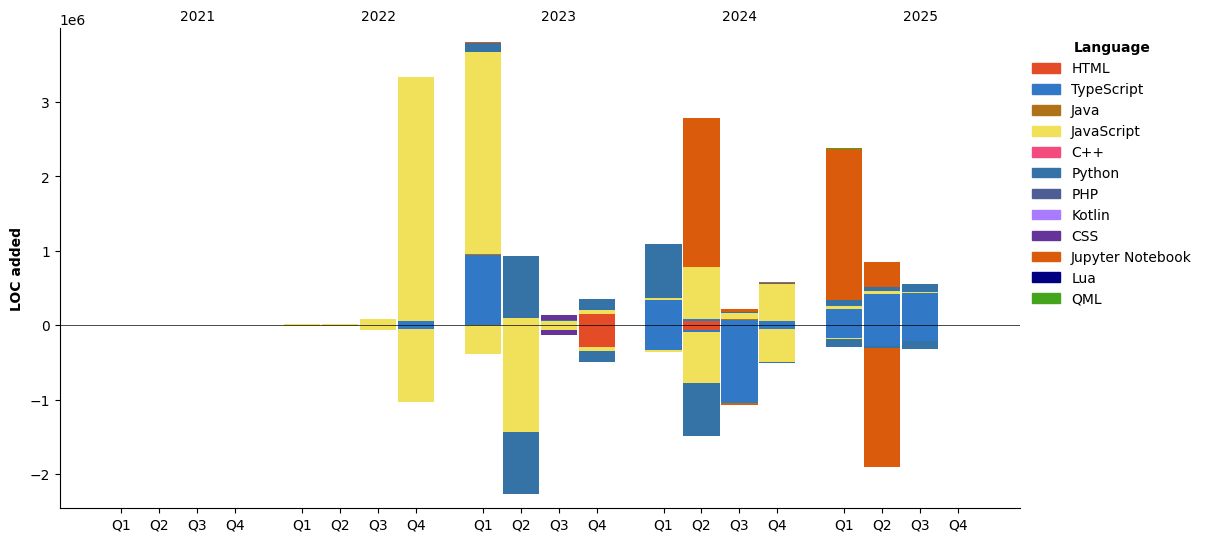 1e6
2021 2022 2023 2024 2025
LOC added
3
2
1
0
−1
−2
Q1 Q2 Q3 Q4 Q1 Q2 Q3 Q4 Q1 Q2 Q3 Q4 Q1 Q2 Q3 Q4 Q1 Q2 Q3 Q4
Language
HTML
TypeScript
Java
JavaScript
C++
Python
PHP
Kotlin
CSS
Jupyter Notebook
Lua
QML